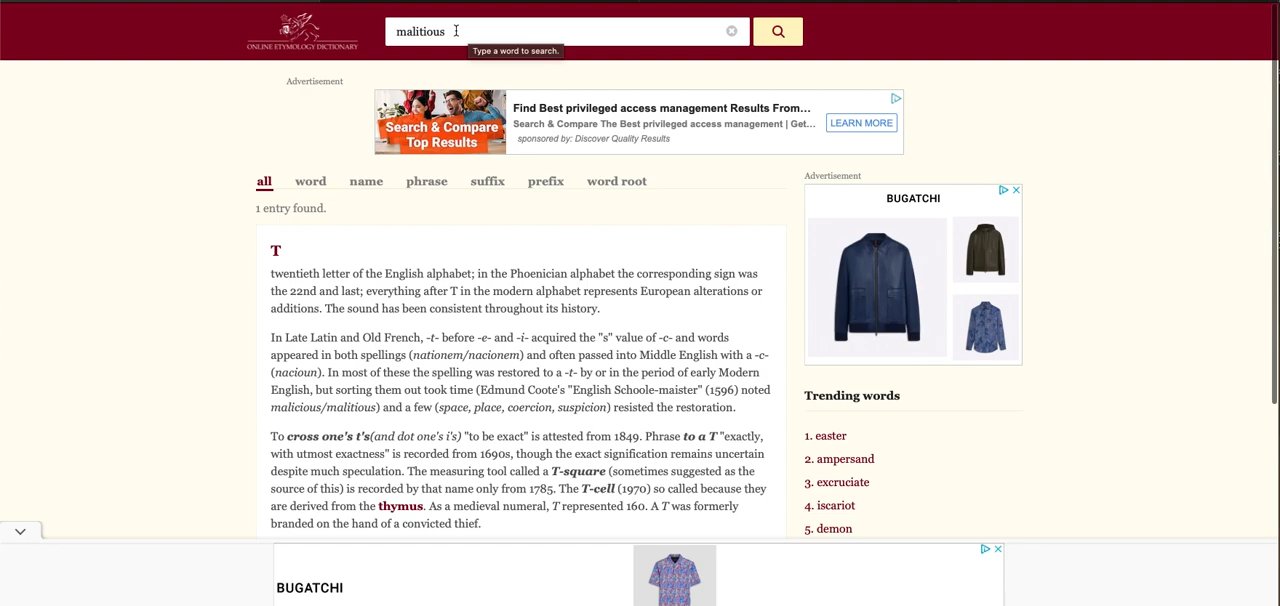 ONLINE ETYMOLOGY DICTIONARY
malitious
Type a word to search.
Advertisement
Search & Compare
Top Results
Find Best privileged access management Results From...
Search & Compare The Best privileged access management | Get...
sponsored by: Discover Quality Results
LEARN MORE
all word name phrase suffix prefix word root
1 entry found.
T
twentieth letter of the English alphabet; in the Phoenician alphabet the corresponding sign was
the 22nd and last; everything after T in the modern alphabet represents European alterations or
additions. The sound has been consistent throughout its history.
In Late Latin and Old French, -t- before -e- and -i- acquired the "s" value of -c- and words
appeared in both spellings (nationem/nacionem) and often passed into Middle English with a -c-
(nacioun). In most of these the spelling was restored to a -t- by or in the period of early Modern
English, but sorting them out took time (Edmund Coote's "English Schoole-maister" (1596) noted
malicious/malitious) and a few (space, place, coercion, suspicion) resisted the restoration.
To cross one's t's(and dot one's i's) "to be exact" is attested from 1849. Phrase to a T "exactly,
with utmost exactness" is recorded from 1690s, though the exact signification remains uncertain
despite much speculation. The measuring tool called a T-square (sometimes suggested as the
source of this) is recorded by that name only from 1785. The T-cell (1970) so called because they
are derived from the thymus. As a medieval numeral, T represented 160. A T was formerly
branded on the hand of a convicted thief.
Advertisement
BUGATCHI
Trending words
1. easter
2. ampersand
3. excruciate
4. iscariot
5. demon
BUGATCHI